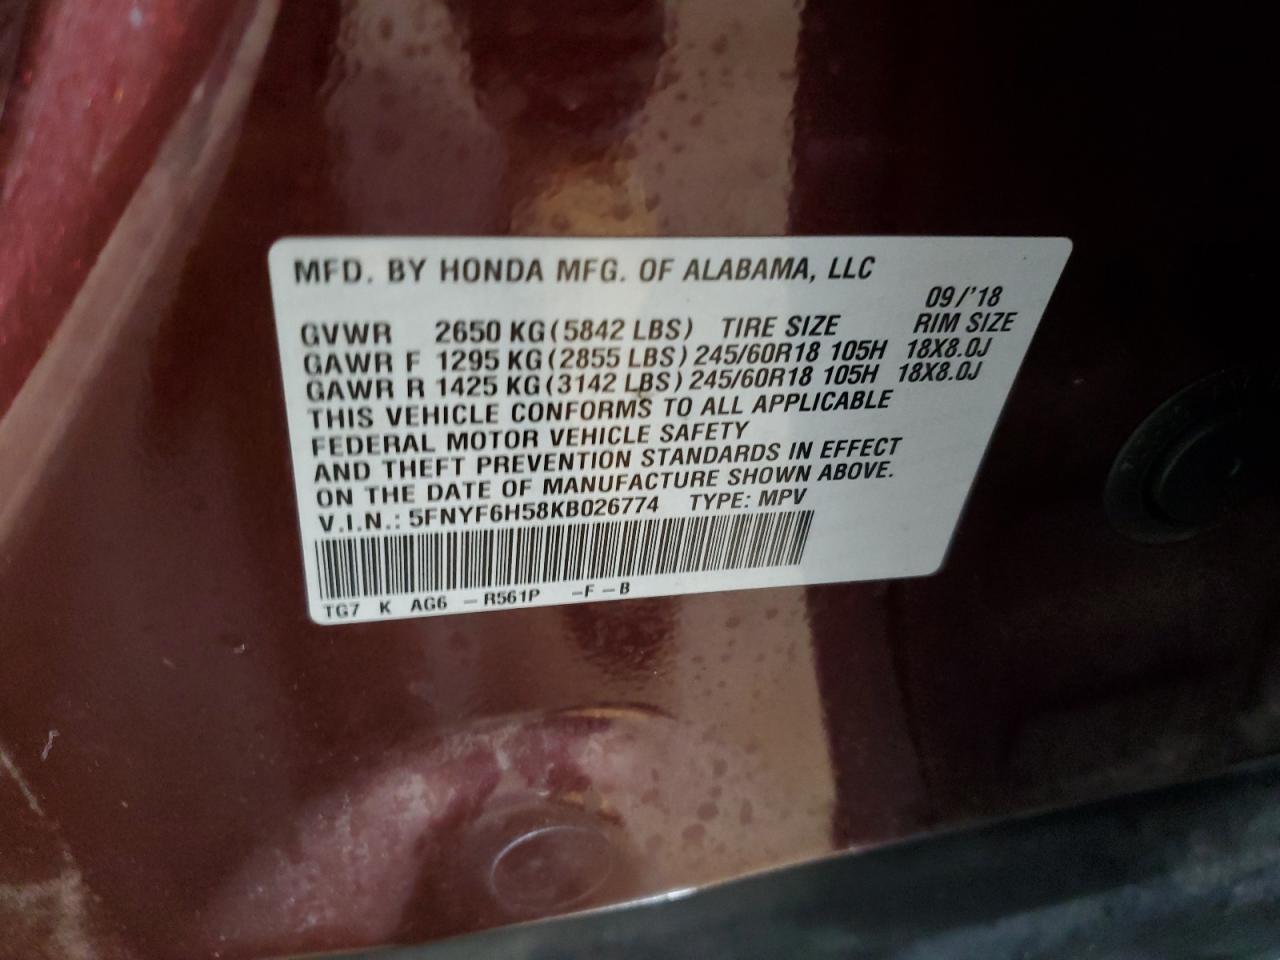 MFD. BY HONDA MFG. OF ALABAMA, LLC
09/'18
GVWR 2650 KG (5842 LBS) TIRE SIZE RIM SIZE
GAWR F 1295 KG (2855 LBS) 245/60R18 105H 18X8.0J
GAWR R 1425 KG (3142 LBS) 245/60R18 105H 18X8.0J
THIS VEHICLE CONFORMS TO ALL APPLICABLE
FEDERAL MOTOR VEHICLE SAFETY
AND THEFT PREVENTION STANDARDS IN EFFECT
ON THE DATE OF MANUFACTURE SHOWN ABOVE.
V.I.N.: 5FNYF6H58KB026774 TYPE: MPV
TG7 K AG6 – R561P –F–B